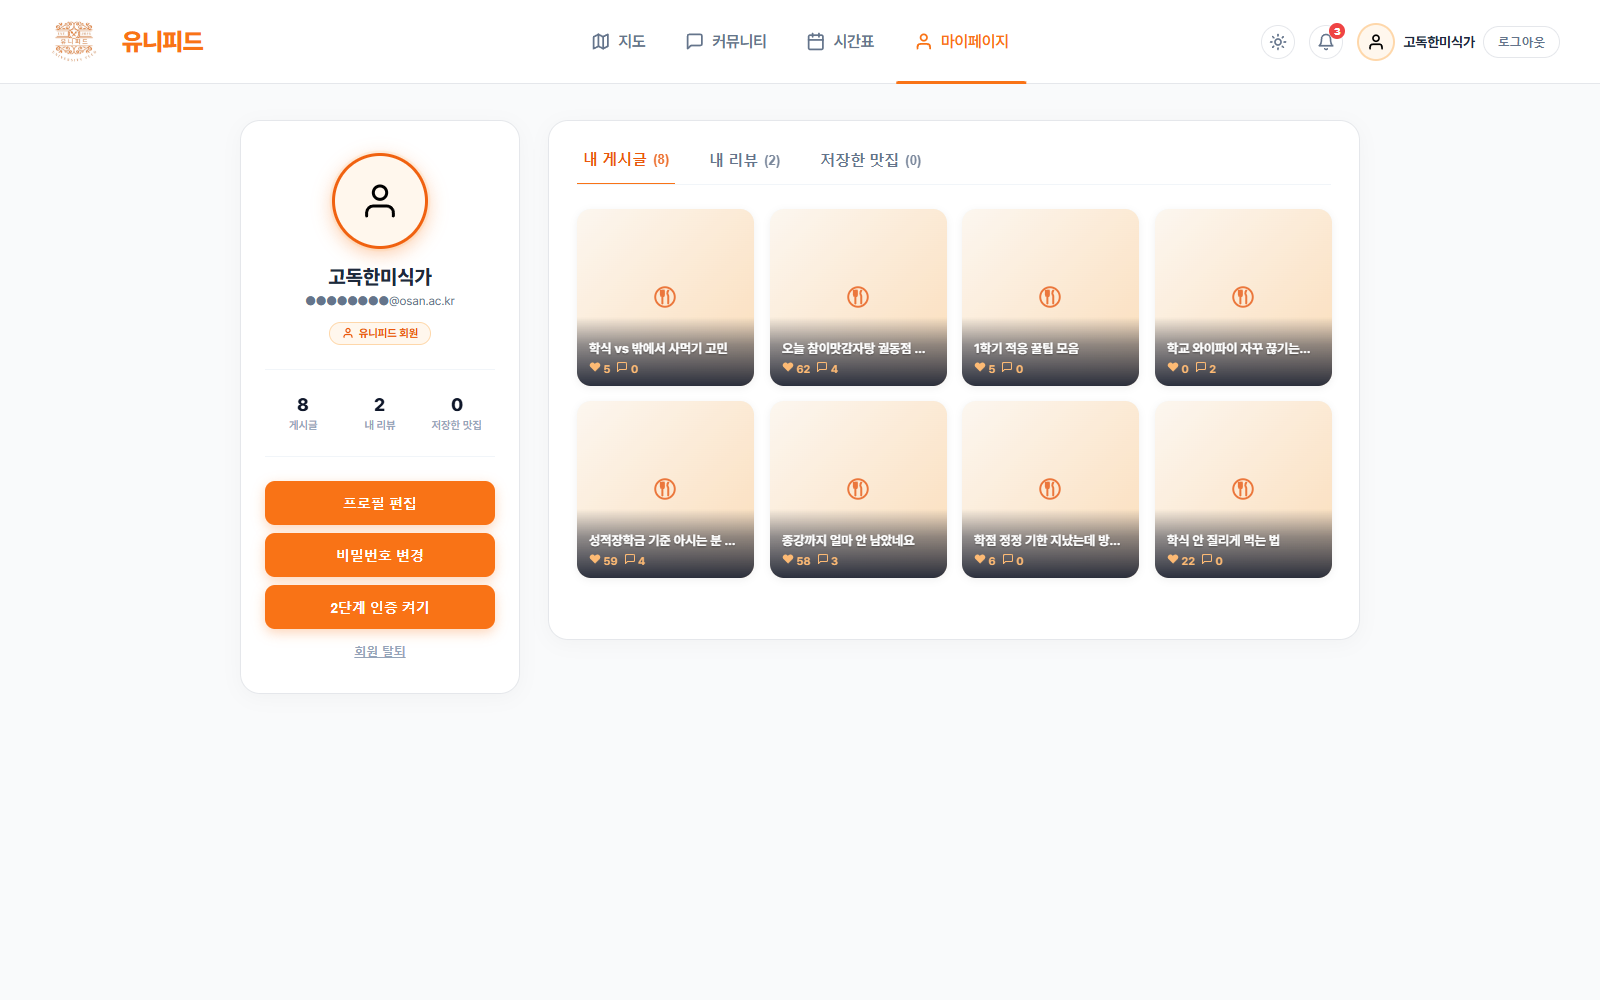 유니피드
유니피드
지도
커뮤니티
시간표
마이페이지
3
고독한미식가
로그아웃
고독한미식가
●●●●●●●●@osan.ac.kr
유니피드 회원
8
게시글
2
내 리뷰
0
저장한 맛집
프로필 편집
비밀번호 변경
2단계 인증 켜기
회원 탈퇴
내 게시글 (8)
내 리뷰 (2)
저장한 맛집 (0)
학식 vs 밖에서 사먹기 고민
5 0
오늘 참이맛감자탕 궐동점 ...
62 4
1학기 적응 꿀팁 모음
5 0
학교 와이파이 자꾸 끊기는...
0 2
성적장학금 기준 아시는 분 ...
59 4
종강까지 얼마 안 남았네요
58 3
학점 정정 기한 지났는데 방...
6 0
학식 안 질리게 먹는 법
22 0